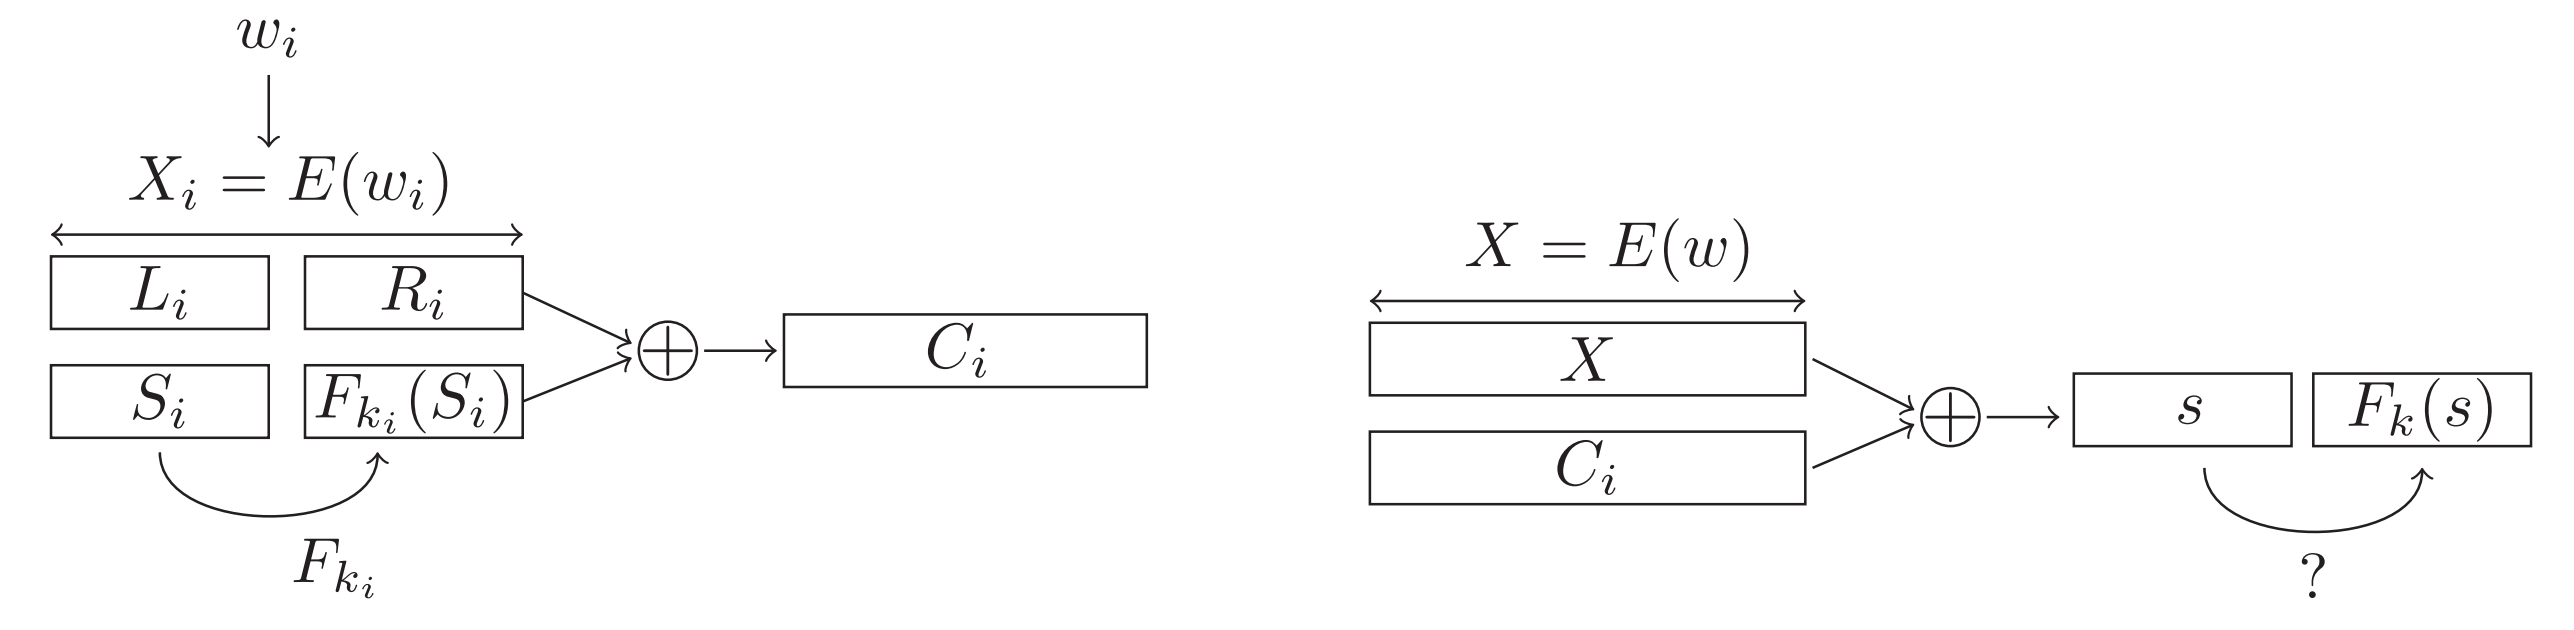 w_i
X_i = E(w_i)
L_i R_i
S_i F_{k_i}(S_i)
⊕ C_i
F_{k_i}
X = E(w)
X
C_i
⊕ s F_k(s)
?